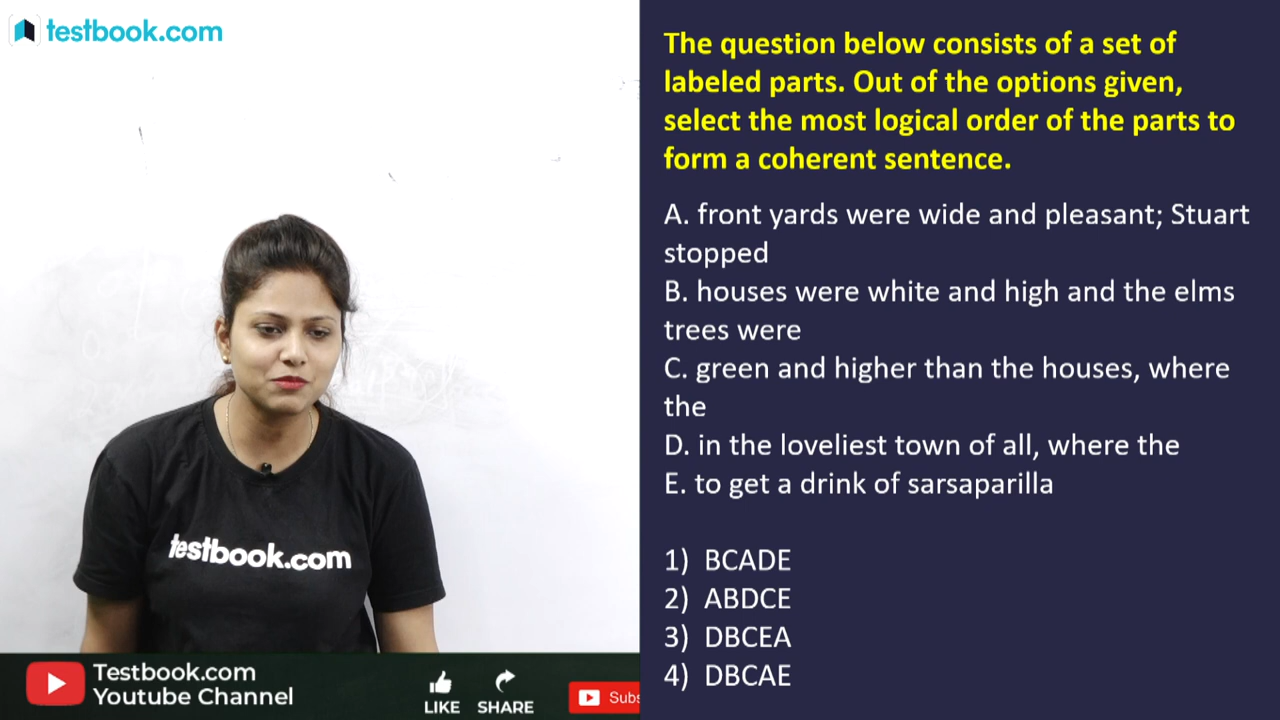 testbook.com
The question below consists of a set of
labeled parts. Out of the options given,
select the most logical order of the parts to
form a coherent sentence.
A. front yards were wide and pleasant; Stuart
stopped
B. houses were white and high and the elms
trees were
C. green and higher than the houses, where
the
D. in the loveliest town of all, where the
E. to get a drink of sarsaparilla
1) BCADE
2) ABDCE
3) DBCEA
4) DBCAE
testbook.com
Testbook.com
Youtube Channel
LIKE
SHARE
Subs